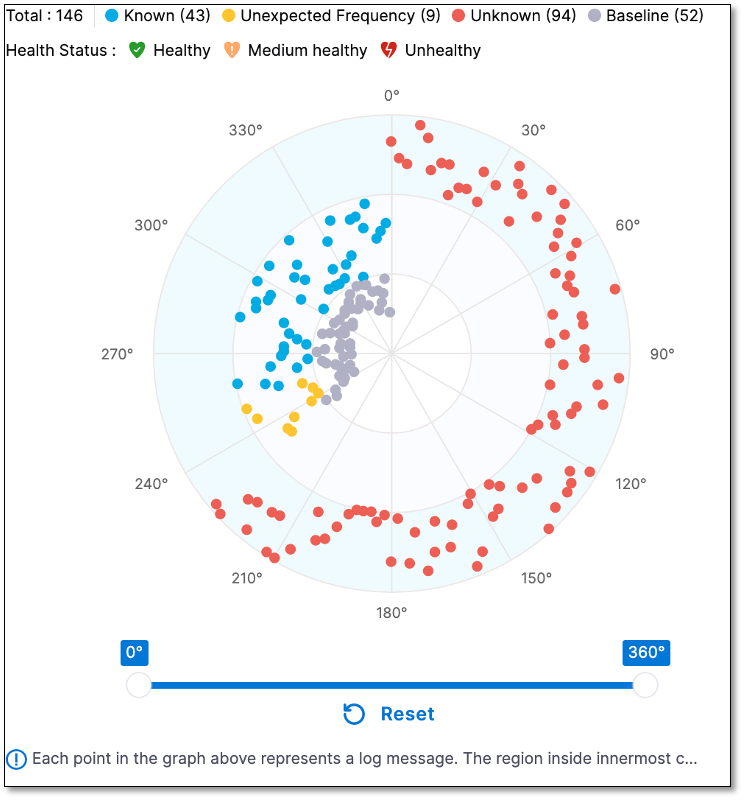 Total : 146 Known (43) Unexpected Frequency (9) Unknown (94) Baseline (52)
Health Status : Healthy Medium healthy Unhealthy
0°
330° 30°
300° 60°
270° 90°
240° 120°
210° 150°
180°
0° 360°
Reset
Each point in the graph above represents a log message. The region inside innermost c...